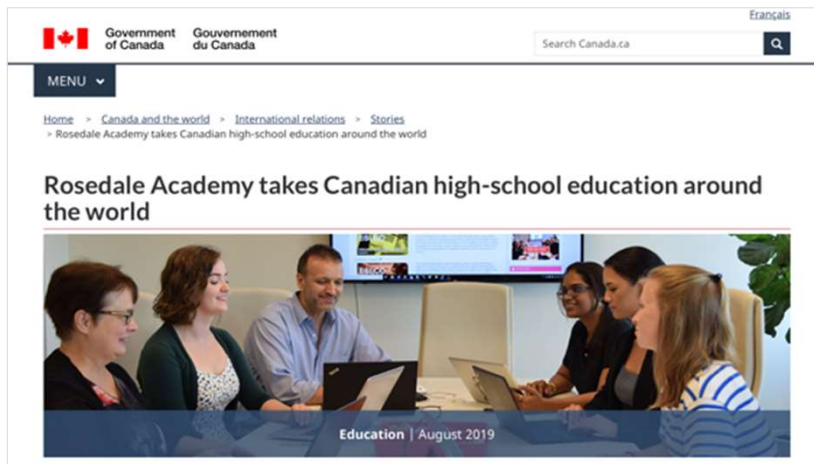 Français
Government of Canada
Gouvernement du Canada
Search Canada.ca
MENU
Home > Canada and the world > International relations > Stories
> Rosedale Academy takes Canadian high-school education around the world
Rosedale Academy takes Canadian high-school education around
the world
Education | August 2019